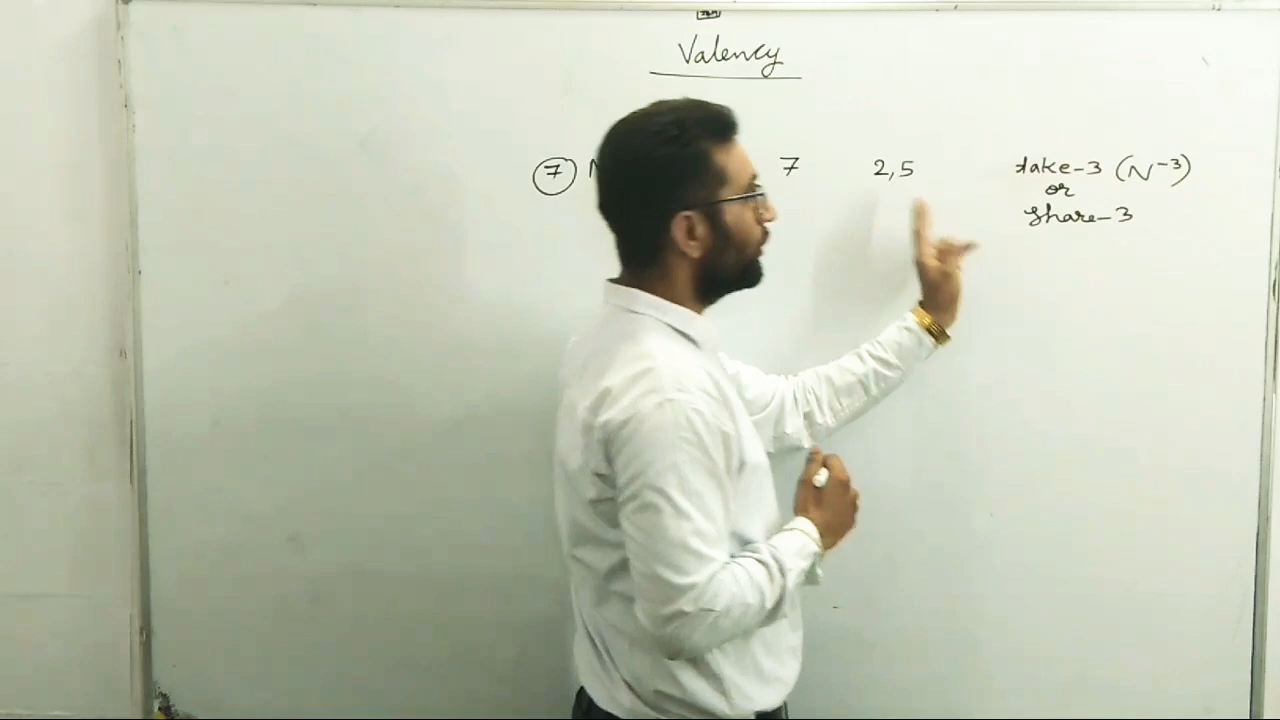 Valency
7 N 7 2,5 take-3 (N⁻³)
or
share-3